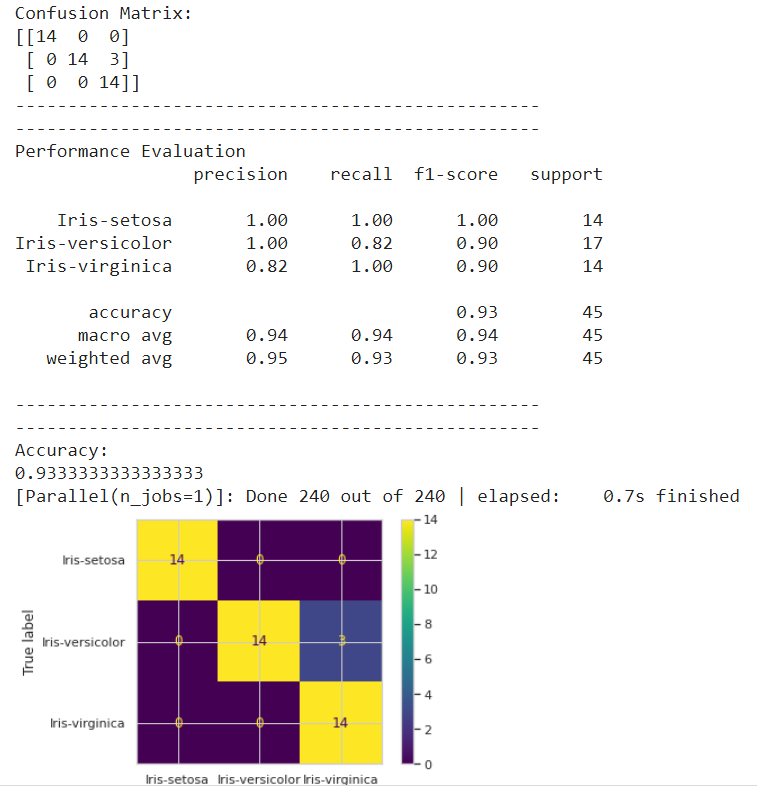 Confusion Matrix:
[[14  0  0]
 [ 0 14  3]
 [ 0  0 14]]
--------------------------------------------------
--------------------------------------------------
Performance Evaluation
                 precision    recall  f1-score   support

    Iris-setosa       1.00      1.00      1.00        14
Iris-versicolor       1.00      0.82      0.90        17
 Iris-virginica       0.82      1.00      0.90        14

       accuracy                           0.93        45
      macro avg       0.94      0.94      0.94        45
   weighted avg       0.95      0.93      0.93        45

--------------------------------------------------
--------------------------------------------------
Accuracy:
0.9333333333333333
[Parallel(n_jobs=1)]: Done 240 out of 240 | elapsed:    0.7s finished
14
12
10
8
6
4
2
0
True label
Iris-setosa 14 0 0
Iris-versicolor 0 14 3
Iris-virginica 0 0 14
Iris-setosa Iris-versicolor Iris-virginica